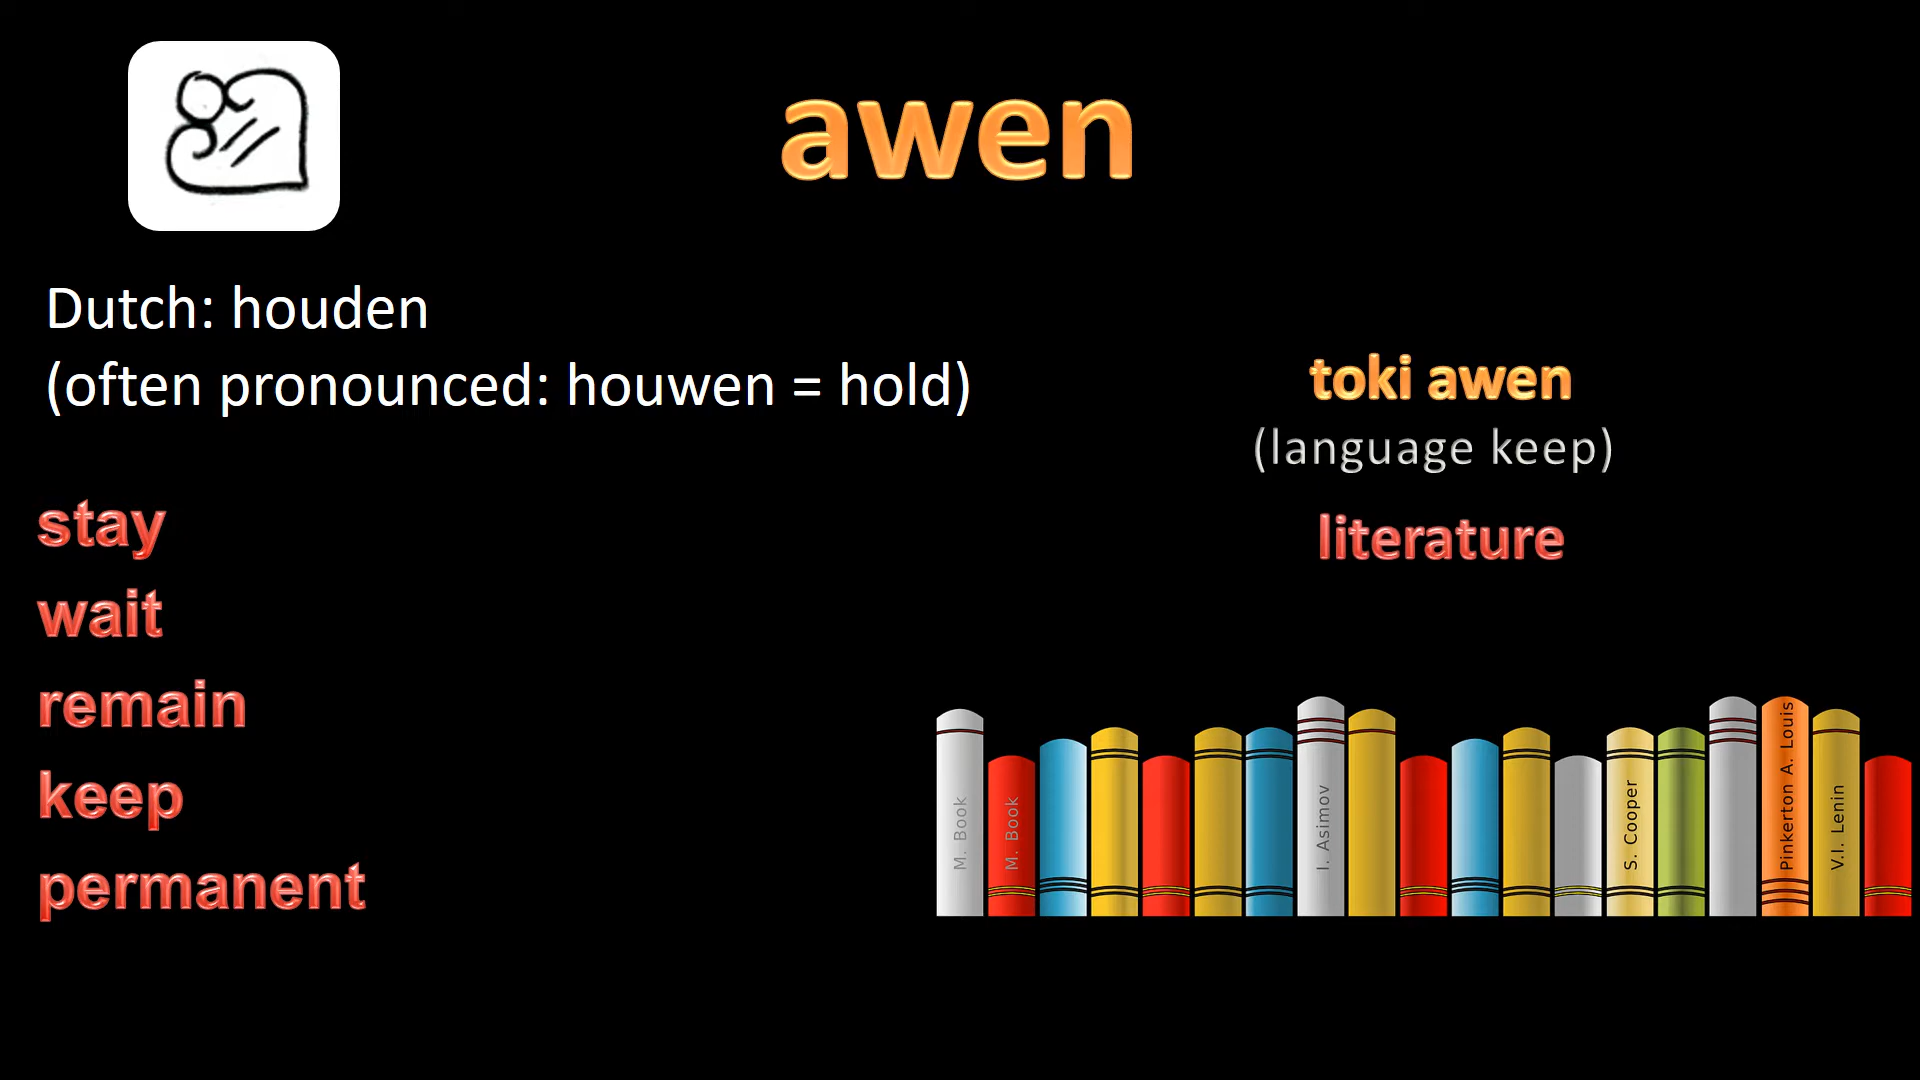 awen
Dutch: houden
(often pronounced: houwen = hold)
stay
wait
remain
keep
permanent
toki awen
(language keep)
literature
M. Book
M. Book
I. Asimov
S. Cooper
Pinkerton A. Louis
V.I. Lenin